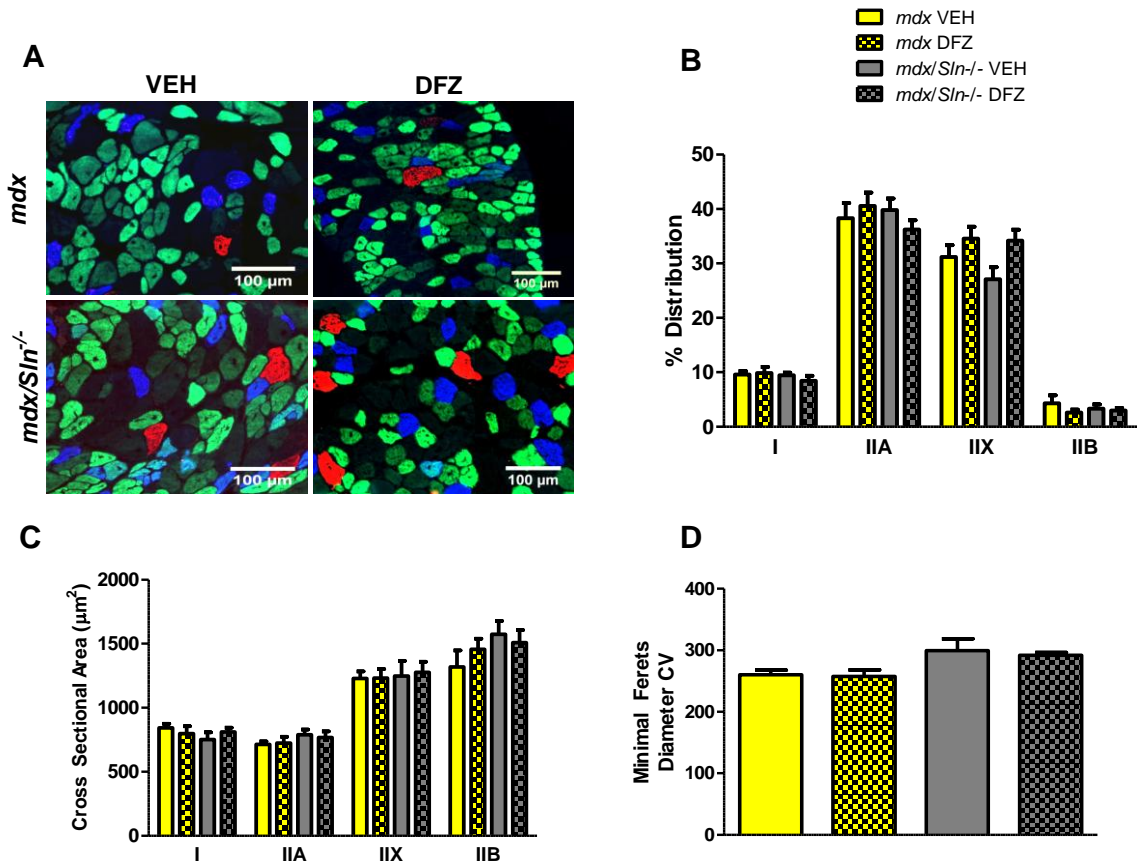 mdx VEH
mdx DFZ
mdx/Sln-/- VEH
mdx/Sln-/- DFZ
A
VEH
DFZ
mdx
100 µm
100 µm
mdx/Sln-/-
100 µm
100 µm
B
% Distribution
50
40
30
20
10
0
I IIA IIX IIB
C
Cross Sectional Area (µm²)
2000
1500
1000
500
0
I IIA IIX IIB
D
Minimal Ferets
Diameter CV
400
300
200
100
0